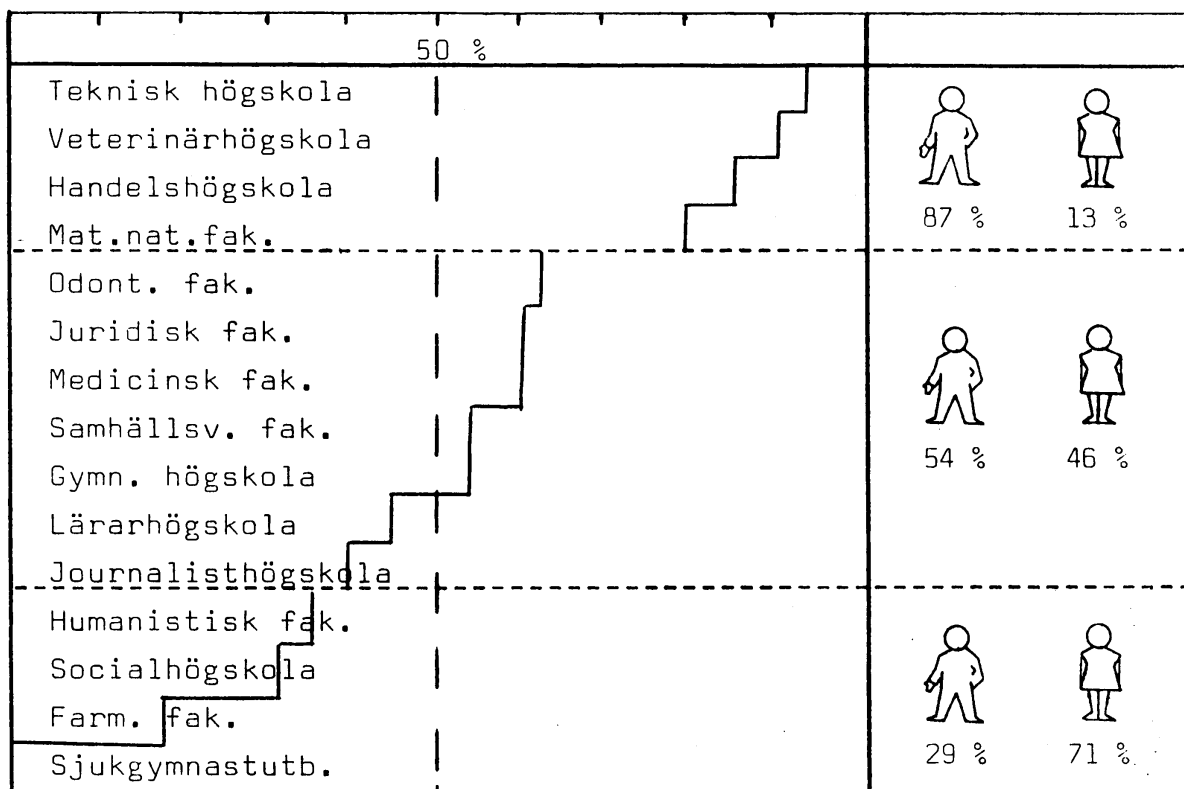 50 %
Teknisk högskola
Veterinärhögskola
Handelshögskola
Mat.nat.fak.
87 % 13 %
Odont. fak.
Juridisk fak.
Medicinsk fak.
Samhällsv. fak.
Gymn. högskola
Lärarhögskola
Journalisthögskola
54 % 46 %
Humanistisk fak.
Socialhögskola
Farm. fak.
Sjukgymnastutb.
29 % 71 %